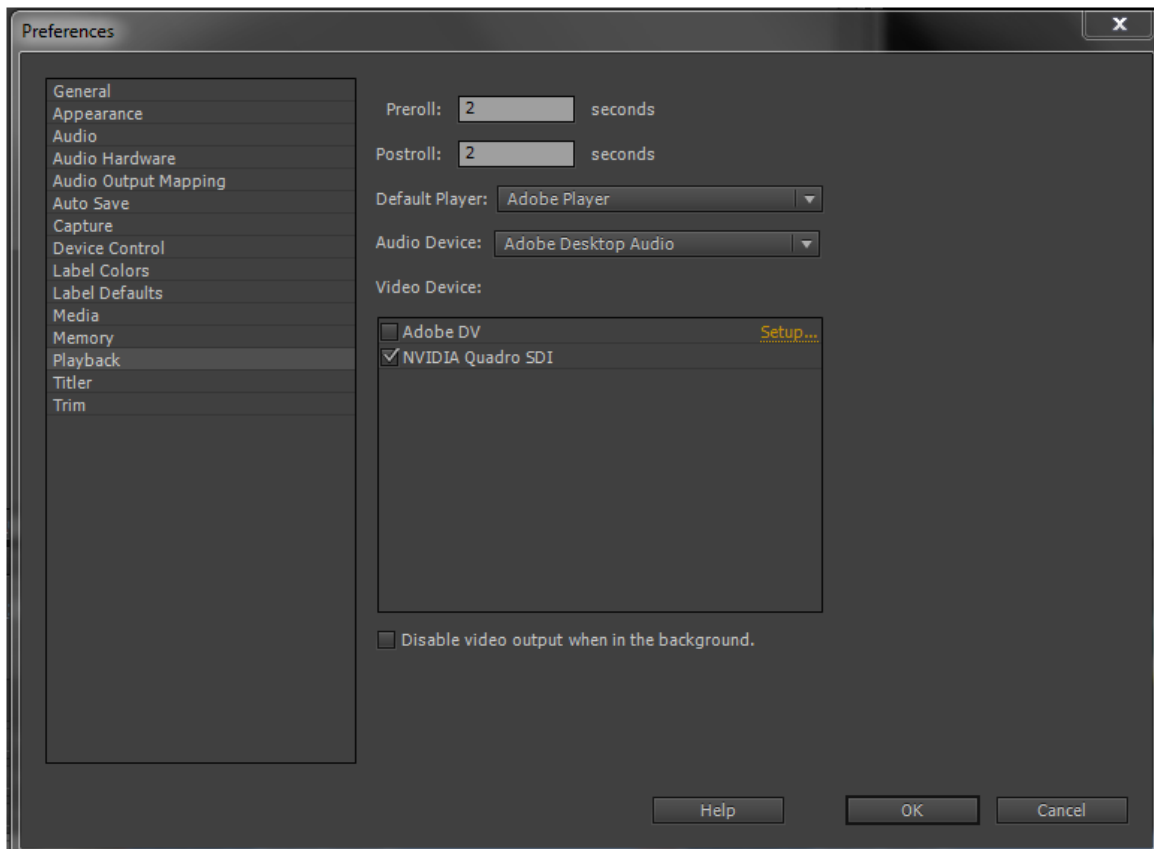 Preferences
x
General
Appearance
Audio
Audio Hardware
Audio Output Mapping
Auto Save
Capture
Device Control
Label Colors
Label Defaults
Media
Memory
Playback
Titler
Trim
Preroll: 2 seconds
Postroll: 2 seconds
Default Player: Adobe Player
Audio Device: Adobe Desktop Audio
Video Device:
Adobe DV Setup...
NVIDIA Quadro SDI
Disable video output when in the background.
Help OK Cancel